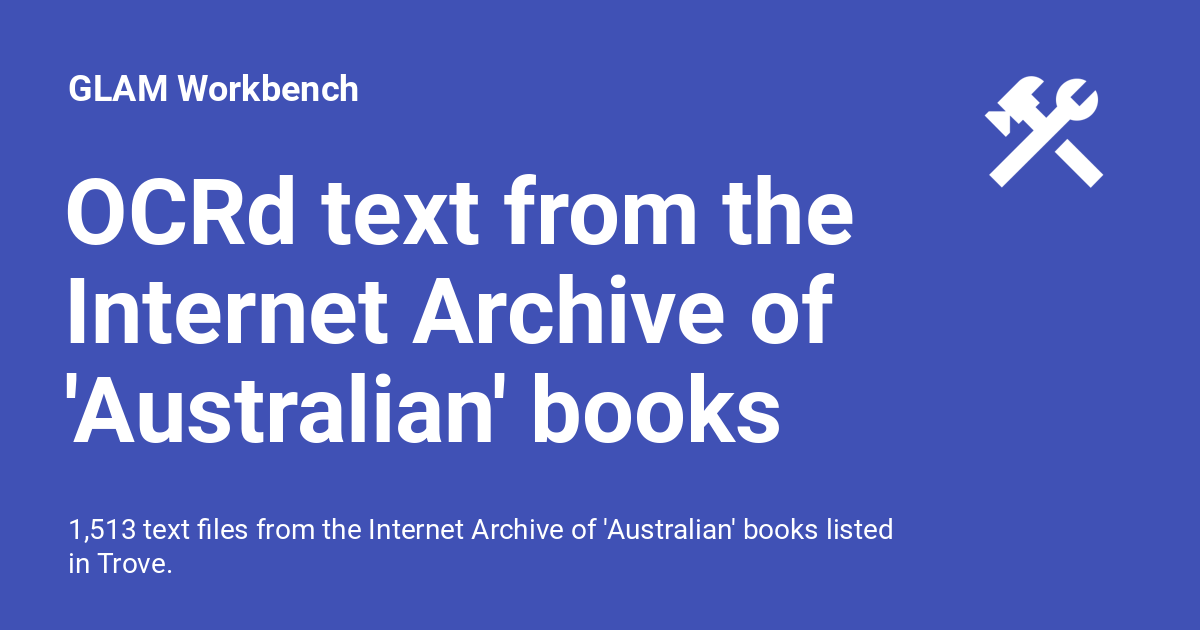 GLAM Workbench
OCRd text from the
Internet Archive of
'Australian' books
1,513 text files from the Internet Archive of 'Australian' books listed
in Trove.